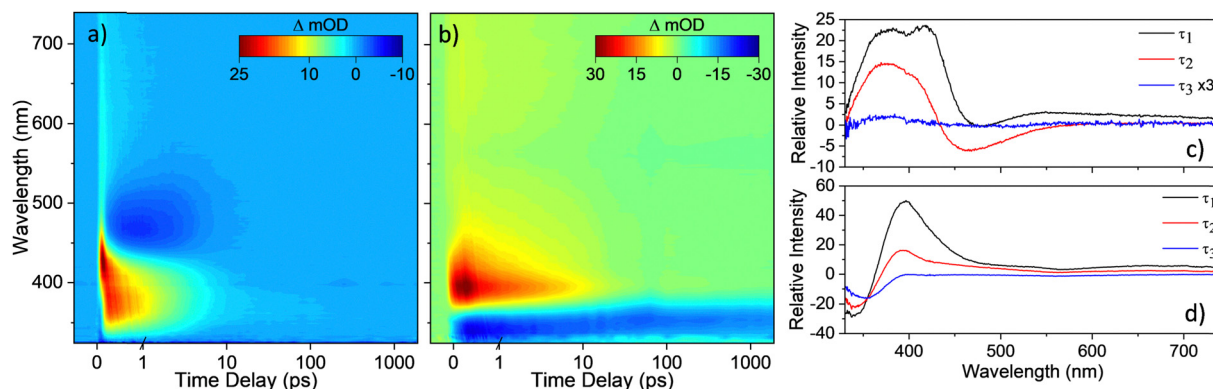 a)
Δ mOD
25 10 0 -10
700
600
500
400
Wavelength (nm)
0 1 10 100 1000
Time Delay (ps)
b)
Δ mOD
30 15 0 -15 -30
0 1 10 100 1000
Time Delay (ps)
25
20
15
10
5
0
-5
-10
Relative Intensity
τ1
τ2
τ3 x3
c)
60
40
20
0
-20
-40
Relative Intensity
τ1
τ2
τ3
d)
400 500 600 700
Wavelength (nm)